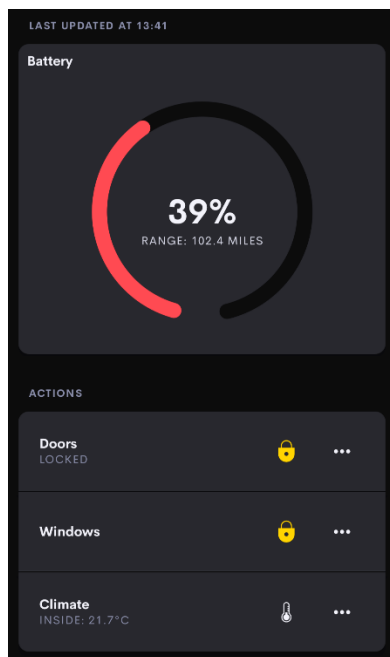 LAST UPDATED AT 13:41
Battery
39%
RANGE: 102.4 MILES
ACTIONS
Doors
LOCKED
Windows
Climate
INSIDE: 21.7°C